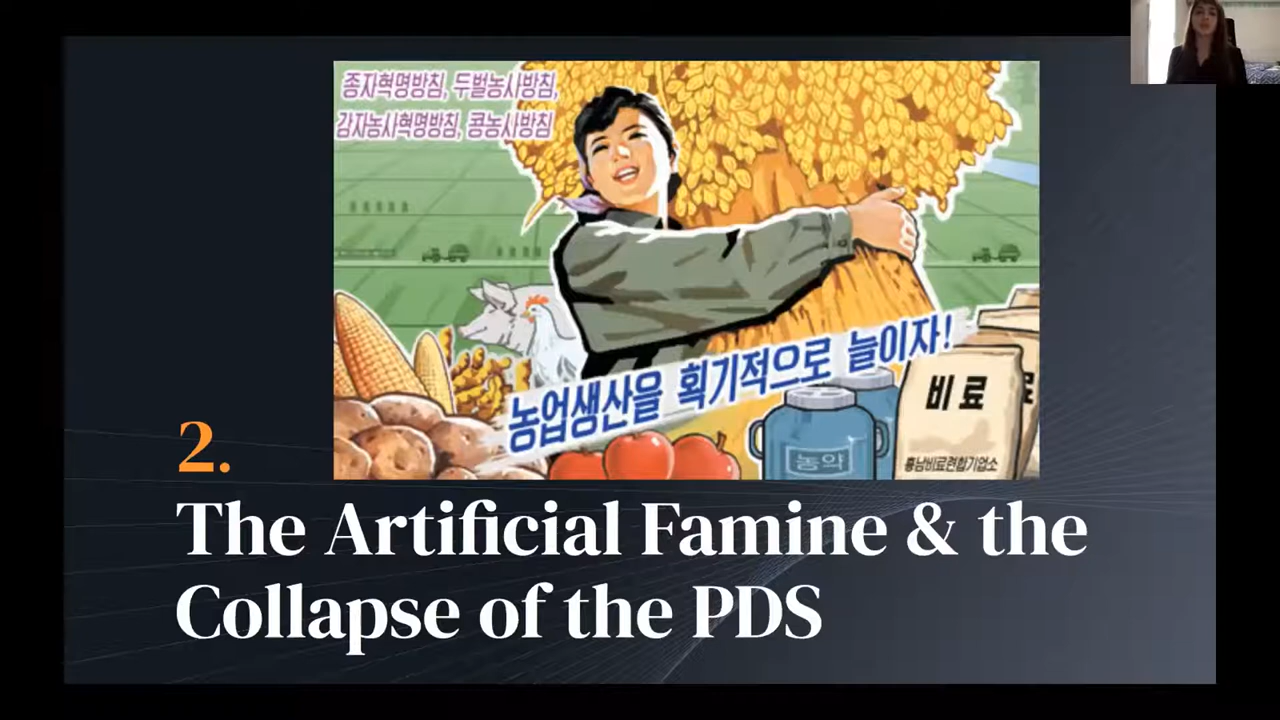 종자혁명방침, 두벌농사방침,
감자농사혁명방침, 콩농사방침
농업생산을 획기적으로 늘이자!
비료
료
농약
흥남비료련합기업소
2.
The Artificial Famine & the
Collapse of the PDS